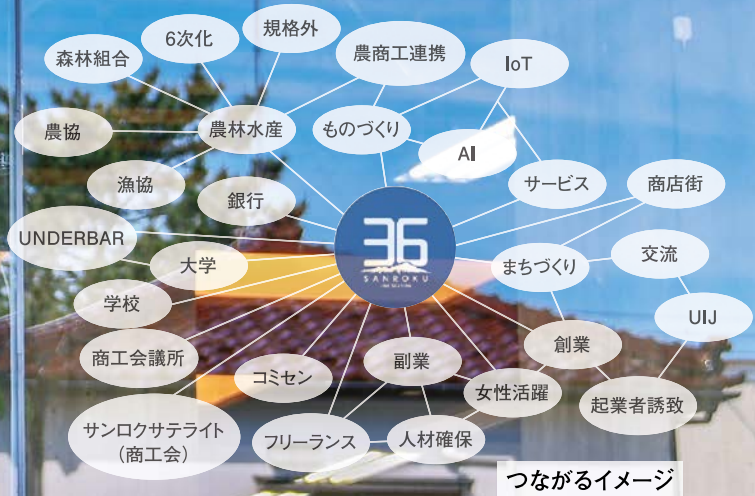 規格外
6次化
農商工連携
森林組合
IoT
農協
農林水産
ものづくり
AI
漁協
銀行
サービス
商店街
UNDERBAR
大学
36
SANROKU
まちづくり
交流
学校
UIJ
商工会議所
コミセン
副業
創業
女性活躍
起業者誘致
サンロクサテライト
(商工会)
フリーランス
人材確保
つながるイメージ